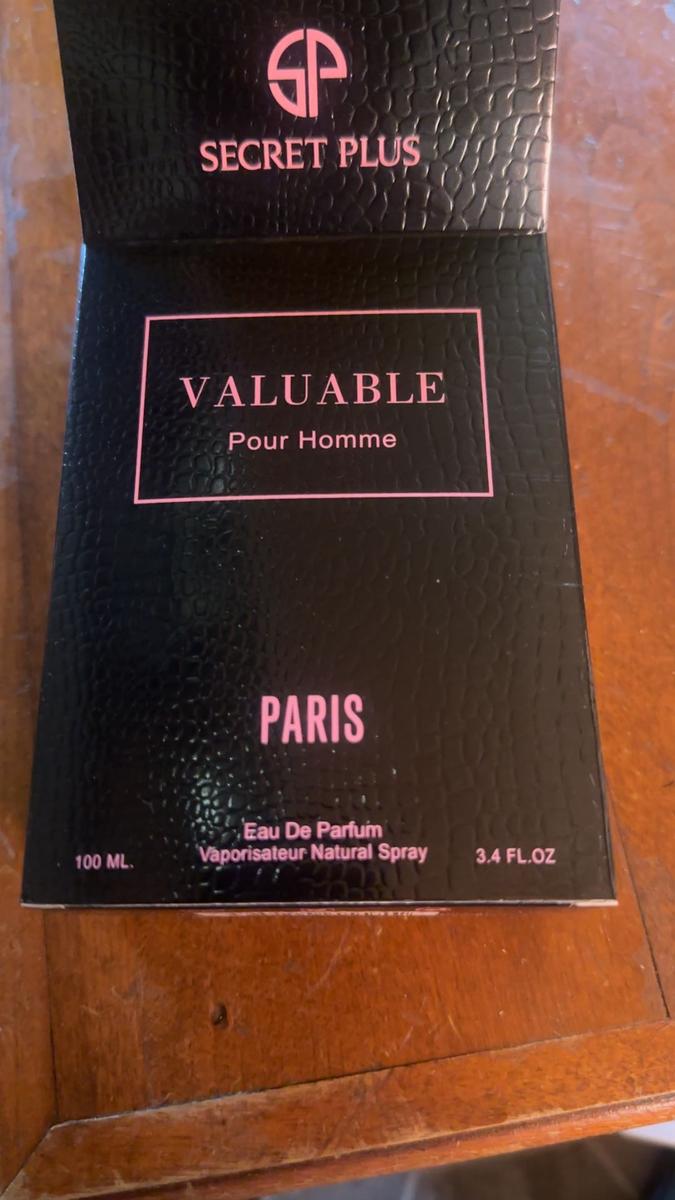 SP
SECRET PLUS
VALUABLE
Pour Homme
PARIS
Eau De Parfum
100 ML. Vaporisateur Natural Spray 3.4 FL.OZ